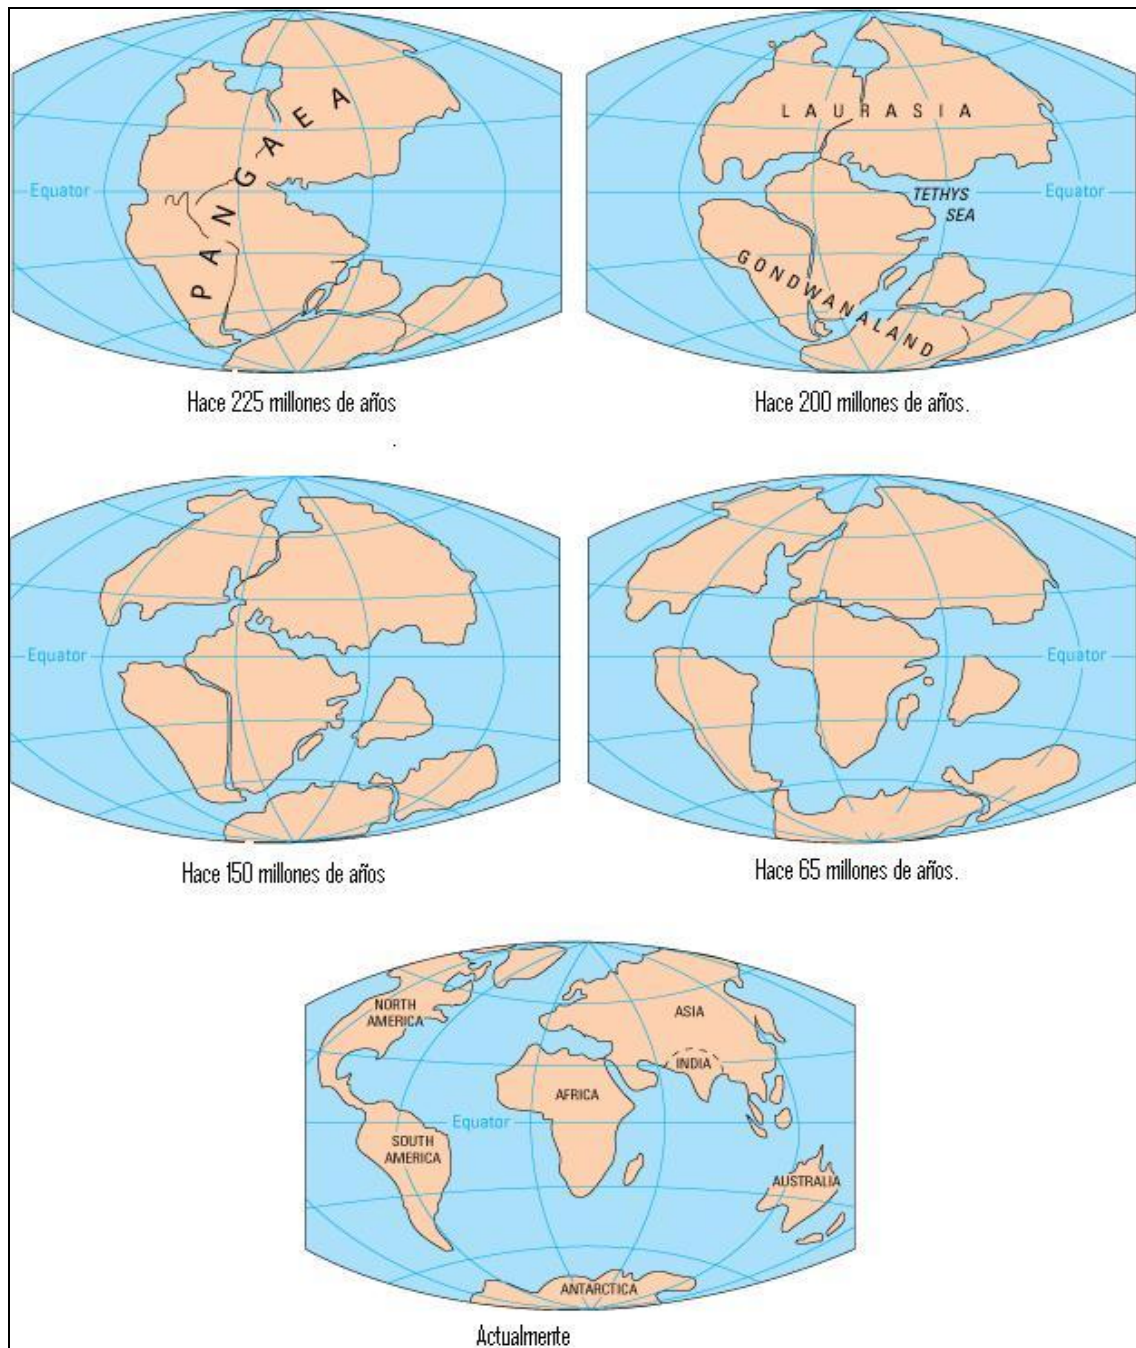 PANGAEA
Equator
Hace 225 millones de años
LAURASIA
TETHYS
SEA
Equator
GONDWANALAND
Hace 200 millones de años.
Equator
Hace 150 millones de años
Equator
Hace 65 millones de años.
NORTH
AMERICA
ASIA
INDIA
AFRICA
Equator
SOUTH
AMERICA
AUSTRALIA
ANTARCTICA
Actualmente